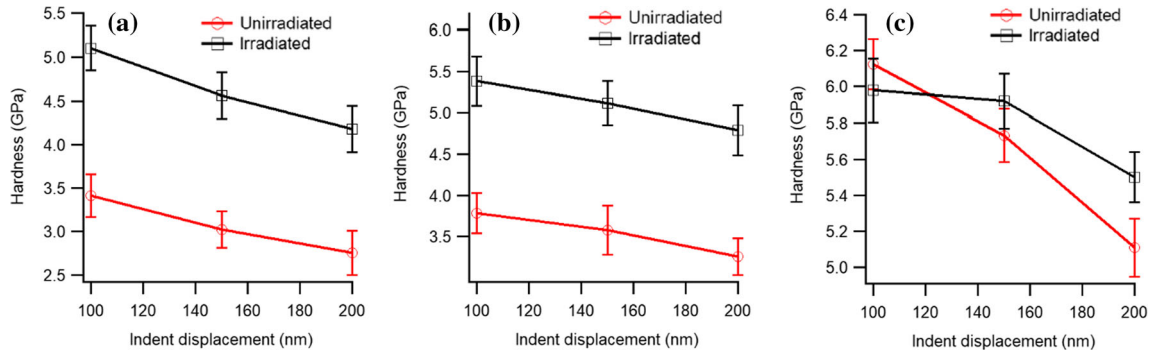 (a)
Unirradiated
Irradiated
5.5
5.0
4.5
4.0
3.5
3.0
2.5
Hardness (GPa)
100 120 140 160 180 200
Indent displacement (nm)
(b)
Unirradiated
Irradiated
6.0
5.5
5.0
4.5
4.0
3.5
Hardness (GPa)
100 120 140 160 180 200
Indent displacement (nm)
(c)
Unirradiated
Irradiated
6.4
6.2
6.0
5.8
5.6
5.4
5.2
5.0
Hardness (GPa)
100 120 140 160 180 200
Indent displacement (nm)